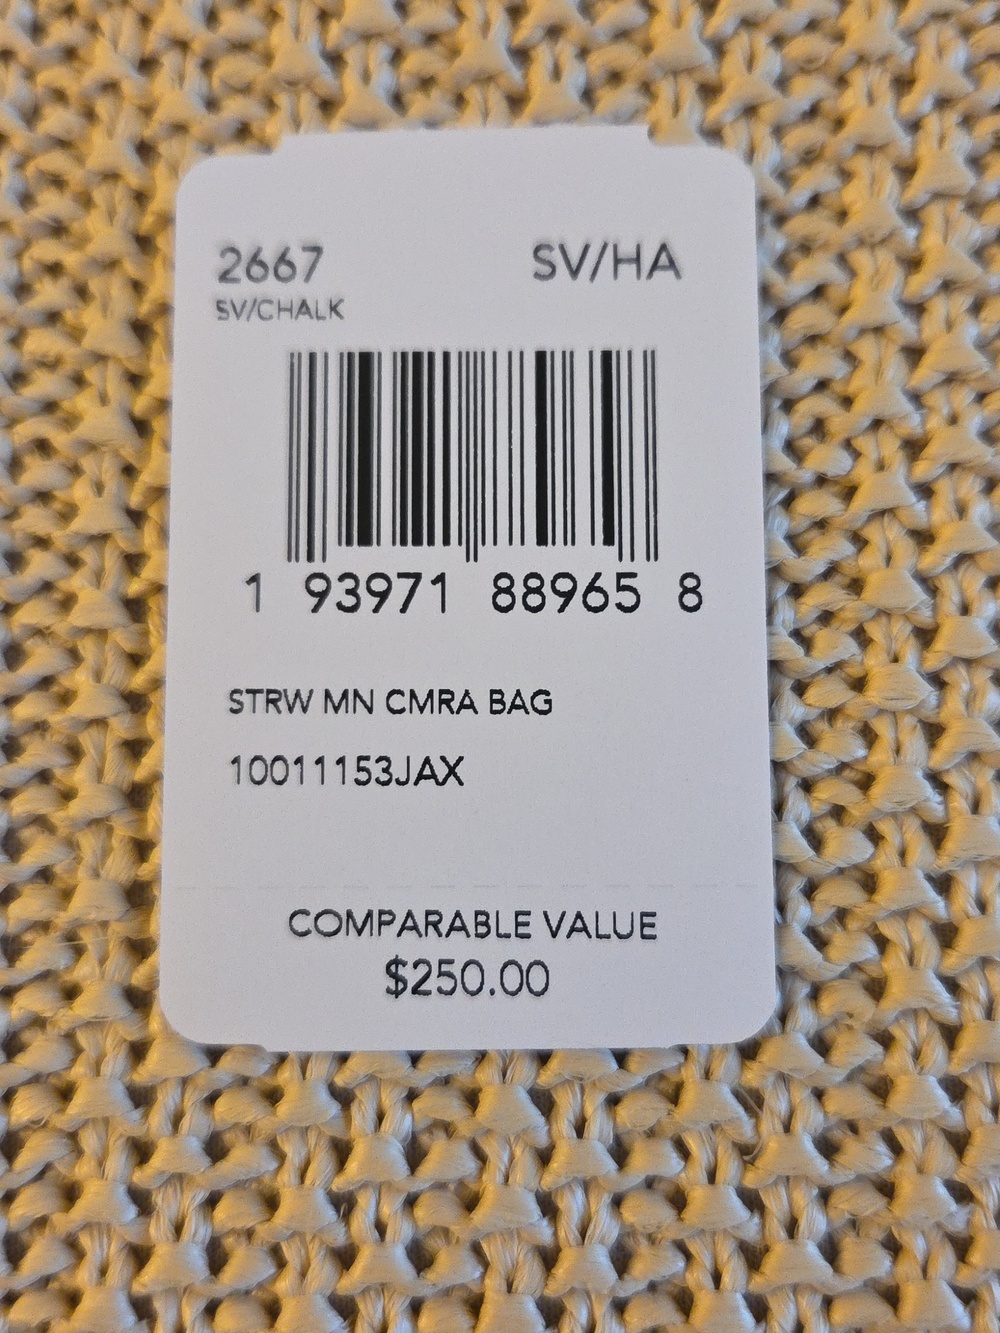 2667 SV/HA
SV/CHALK
1 93971 88965 8
STRW MN CMRA BAG
10011153JAX
COMPARABLE VALUE
$250.00